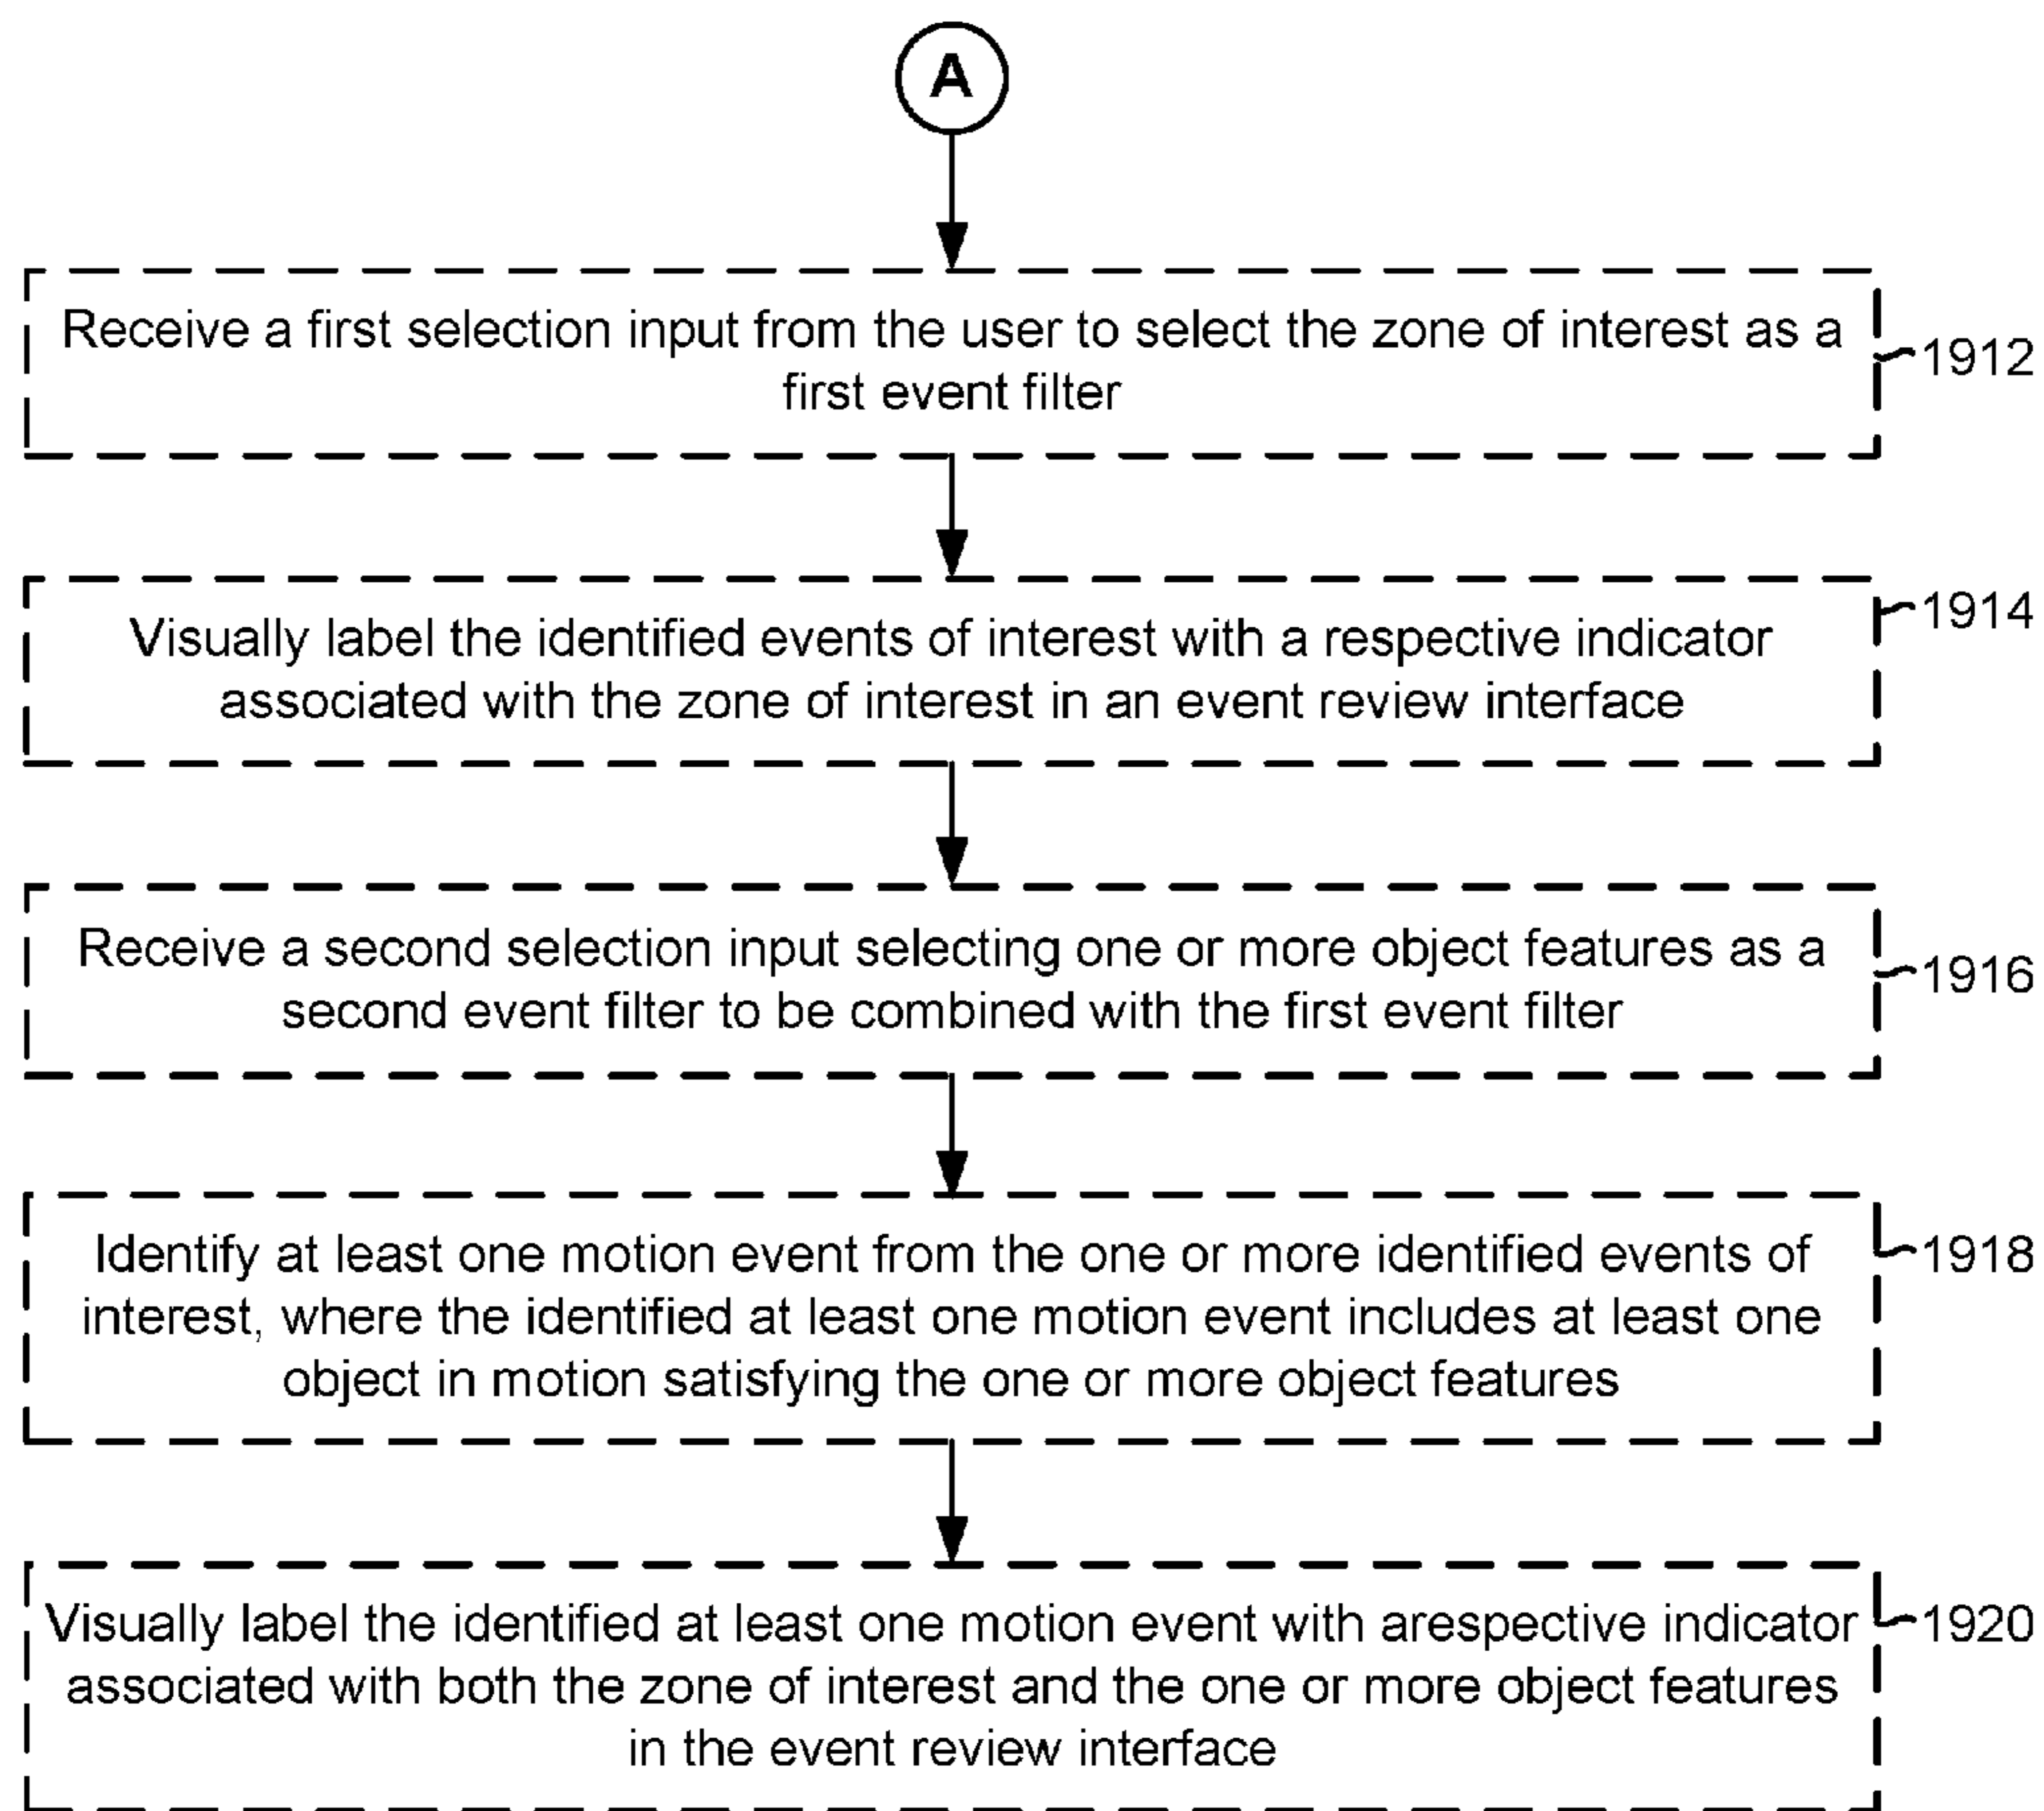 A
Receive a first selection input from the user to select the zone of interest as a
first event filter
1912
Visually label the identified events of interest with a respective indicator
associated with the zone of interest in an event review interface
1914
Receive a second selection input selecting one or more object features as a
second event filter to be combined with the first event filter
1916
Identify at least one motion event from the one or more identified events of
interest, where the identified at least one motion event includes at least one
object in motion satisfying the one or more object features
1918
Visually label the identified at least one motion event with arespective indicator
associated with both the zone of interest and the one or more object features
in the event review interface
1920